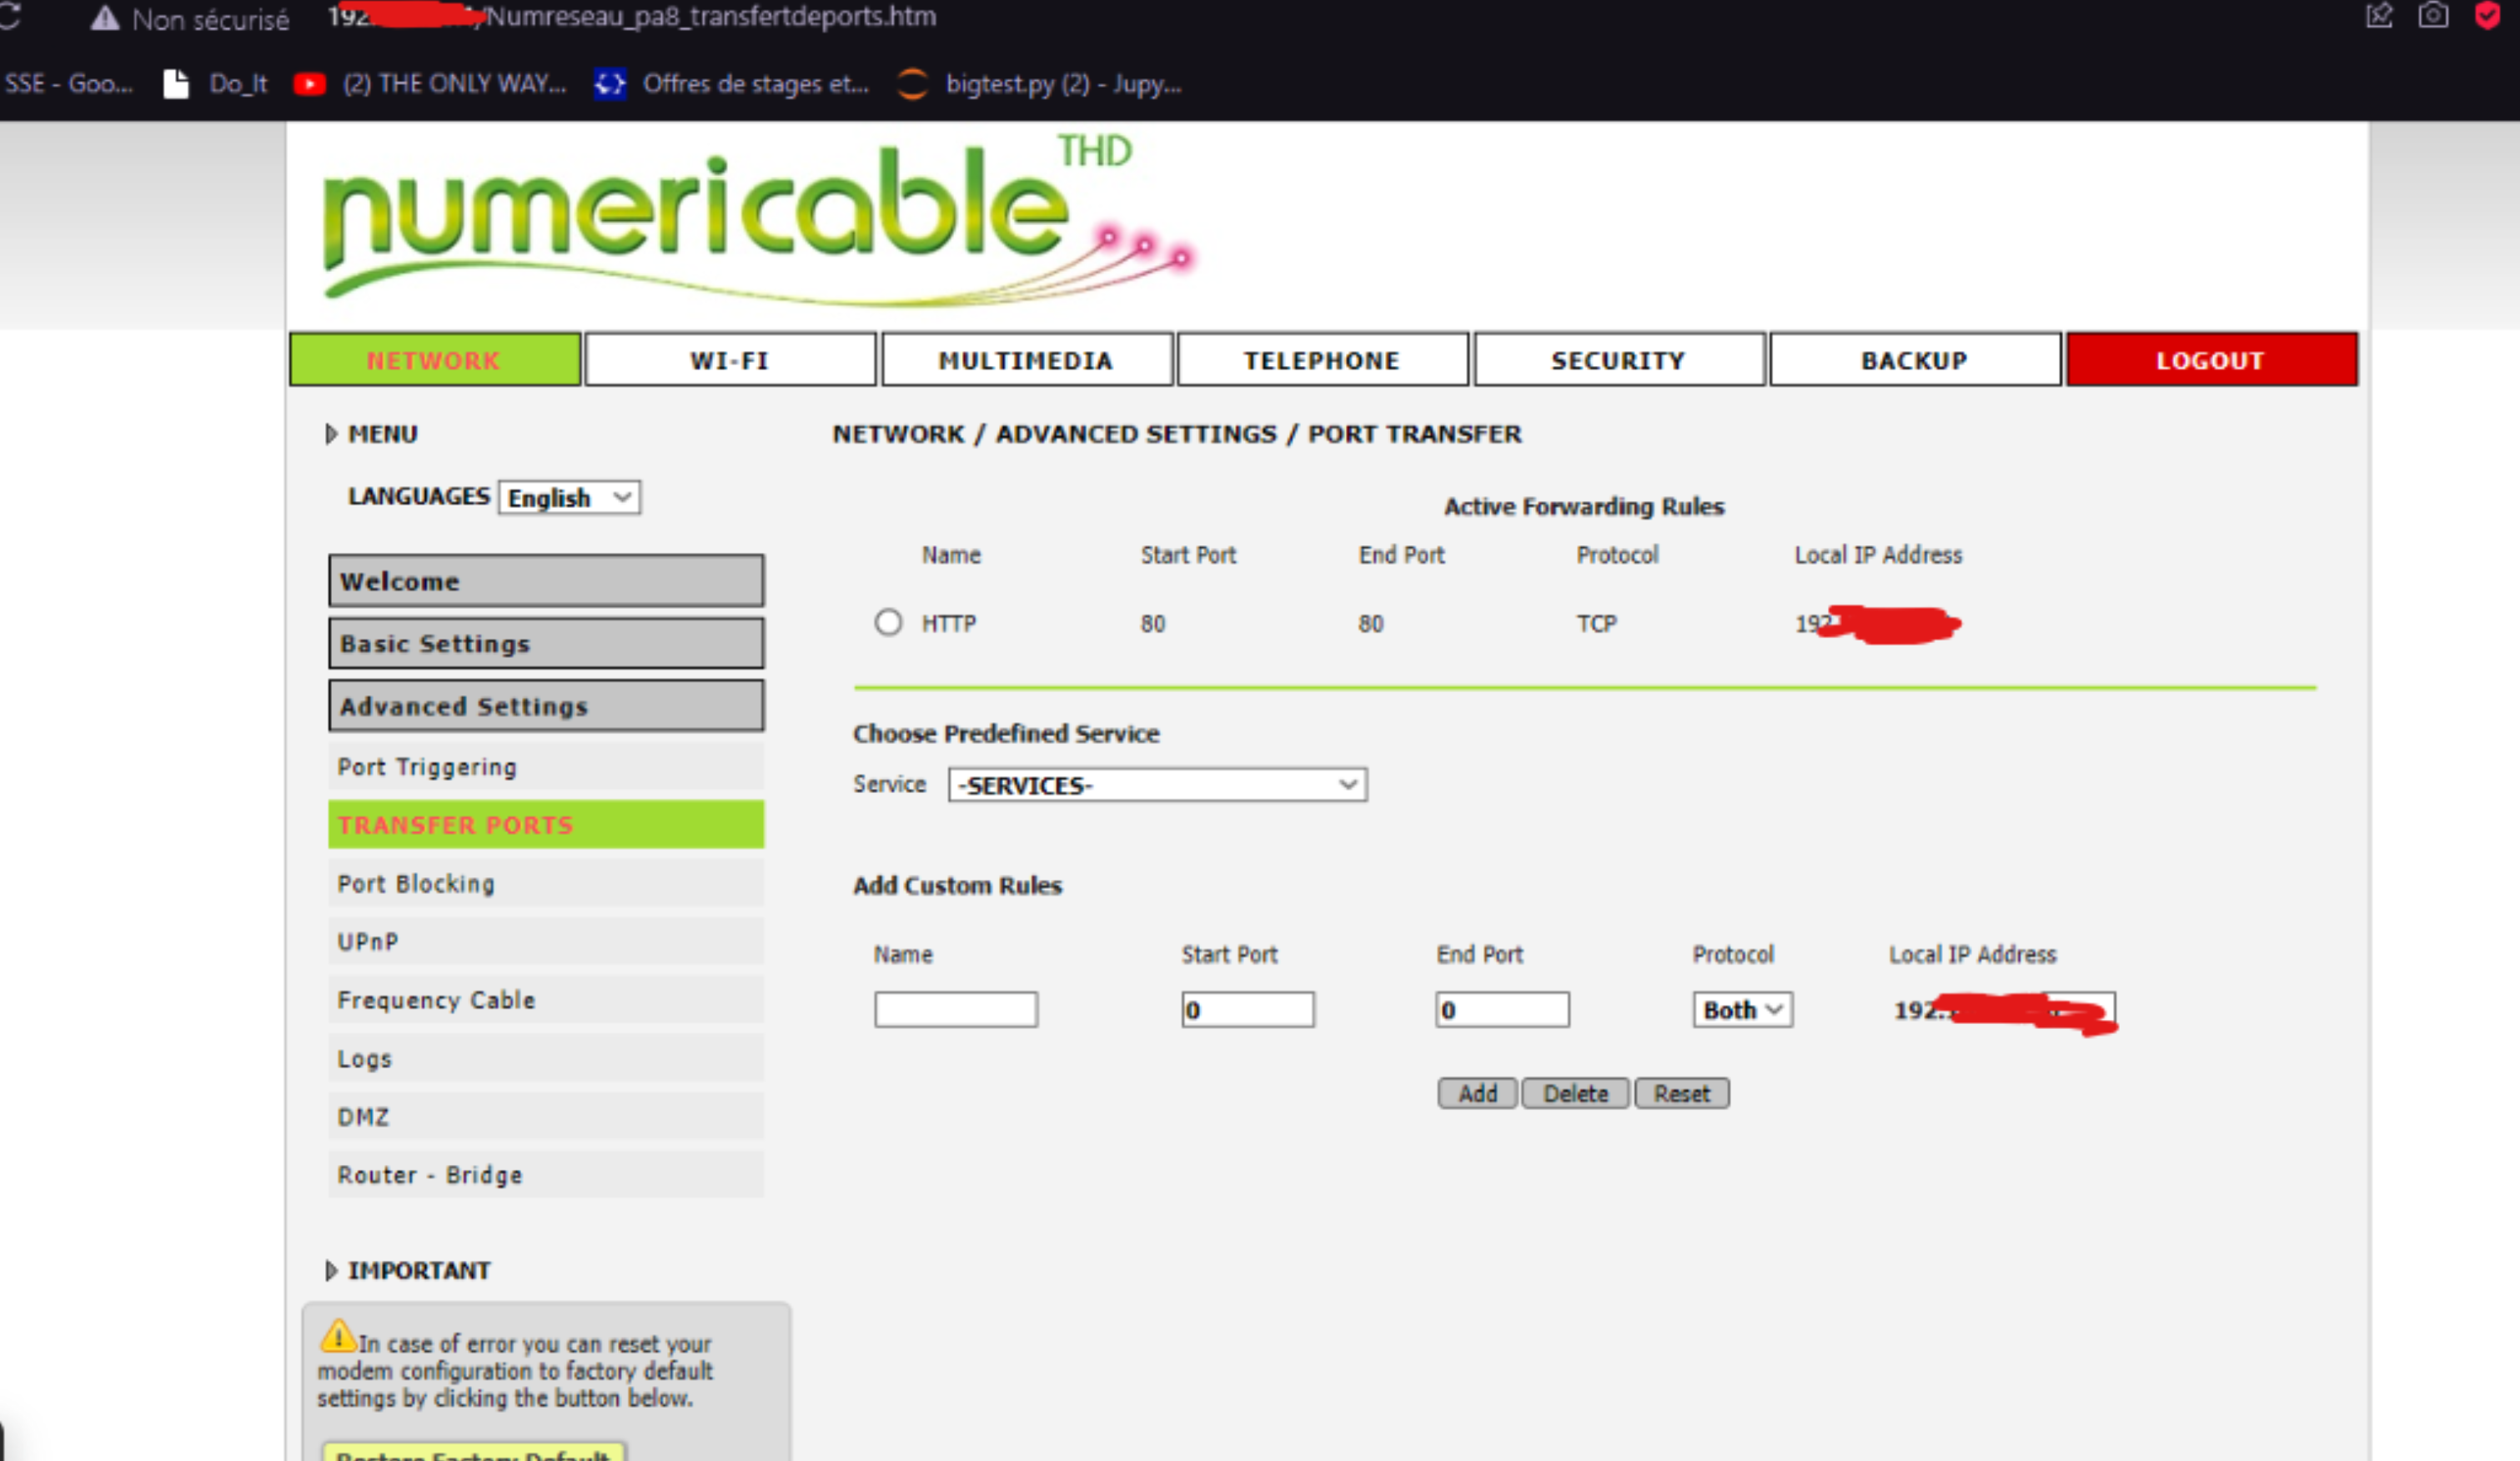 Non sécurisé 192. /Numreseau_pa8_transfertdeports.htm
SSE - Goo... Do_It (2) THE ONLY WAY... Offres de stages et... bigtest.py (2) - Jupy...
numericable THD
NETWORK WI-FI MULTIMEDIA TELEPHONE SECURITY BACKUP LOGOUT
MENU
NETWORK / ADVANCED SETTINGS / PORT TRANSFER
LANGUAGES English
Active Forwarding Rules
Name Start Port End Port Protocol Local IP Address
HTTP 80 80 TCP 192
Welcome
Basic Settings
Advanced Settings
Port Triggering
TRANSFER PORTS
Port Blocking
UPnP
Frequency Cable
Logs
DMZ
Router - Bridge
Choose Predefined Service
Service -SERVICES-
Add Custom Rules
Name Start Port End Port Protocol Local IP Address
0 0 Both 192.
Add Delete Reset
IMPORTANT
In case of error you can reset your
modem configuration to factory default
settings by clicking the button below.
Restore Factory Default